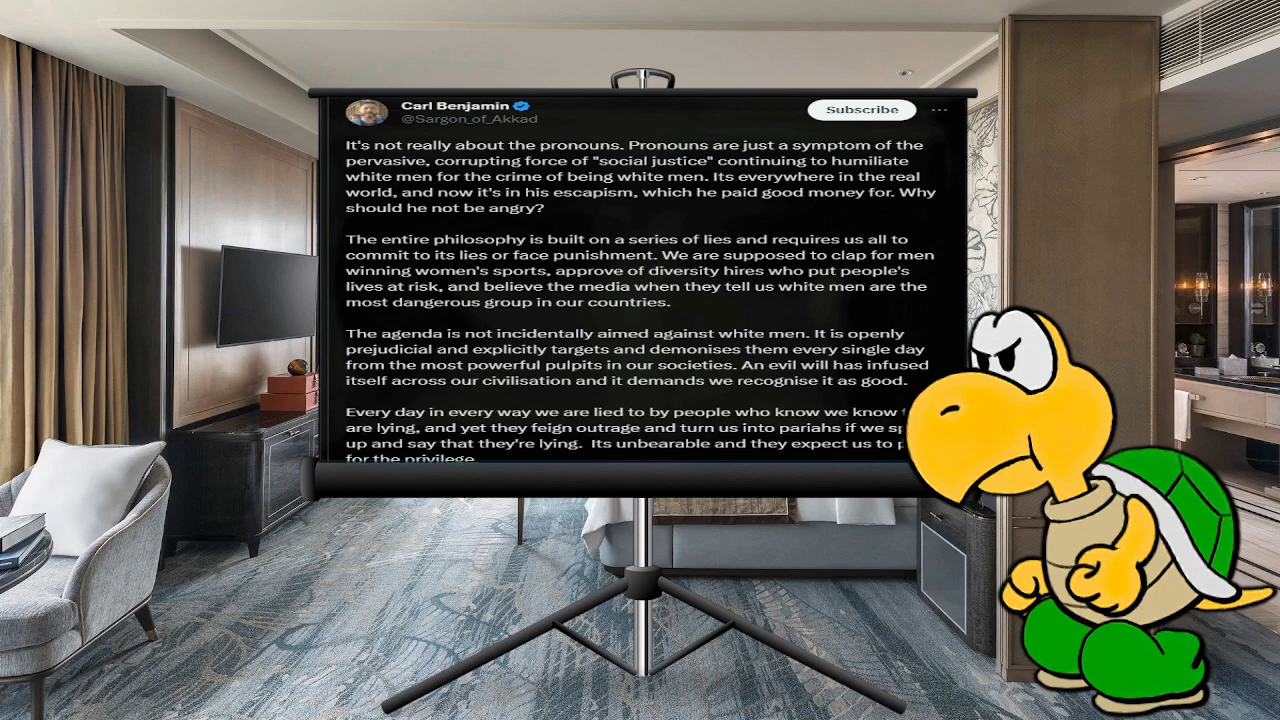 Carl Benjamin
@Sargon_of_Akkad
Subscribe
It's not really about the pronouns. Pronouns are just a symptom of the
pervasive, corrupting force of "social justice" continuing to humiliate
white men for the crime of being white men. Its everywhere in the real
world, and now it's in his escapism, which he paid good money for. Why
should he not be angry?
The entire philosophy is built on a series of lies and requires us all to
commit to its lies or face punishment. We are supposed to clap for men
winning women's sports, approve of diversity hires who put people's
lives at risk, and believe the media when they tell us white men are the
most dangerous group in our countries.
The agenda is not incidentally aimed against white men. It is openly
prejudicial and explicitly targets and demonises them every single day
from the most powerful pulpits in our societies. An evil will has infused
itself across our civilisation and it demands we recognise it as good.
Every day in every way we are lied to by people who know we know
are lying, and yet they feign outrage and turn us into pariahs if we
up and say that they're lying. Its unbearable and they expect us to
for the privilege.